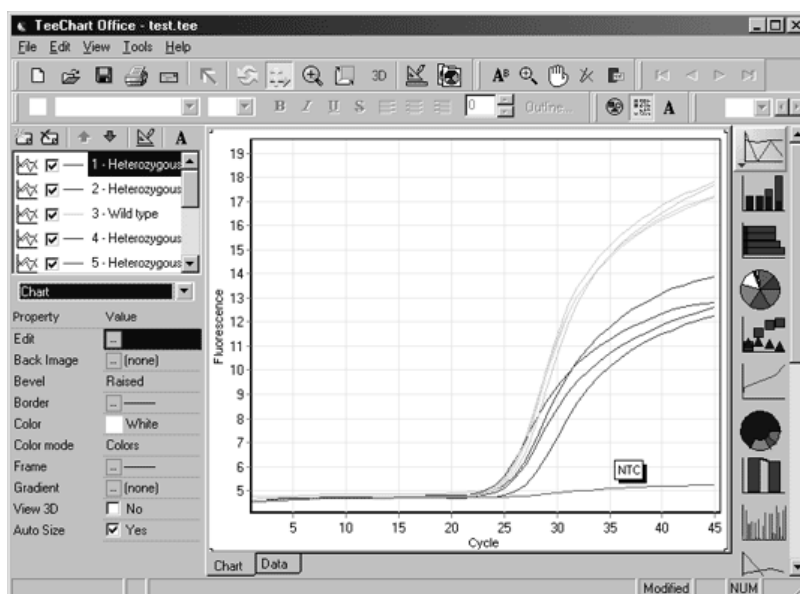 TeeChart Office - test.tee
File Edit View Tools Help
3D AB
B I U S 0 Outline... A
A
1 - Heterozygous
2 - Heterozygous
3 - Wild type
4 - Heterozygous
5 - Heterozygous
Chart
Property Value
Edit ...
Back Image ... (none)
Bevel Raised
Border ...
Color White
Color mode Colors
Frame ...
Gradient ... (none)
View 3D No
Auto Size Yes
Fluorescence
19
18
17
16
15
14
13
12
11
10
9
8
7
6
5
NTC
5 10 15 20 25 30 35 40 45
Cycle
Chart Data
Modified NUM